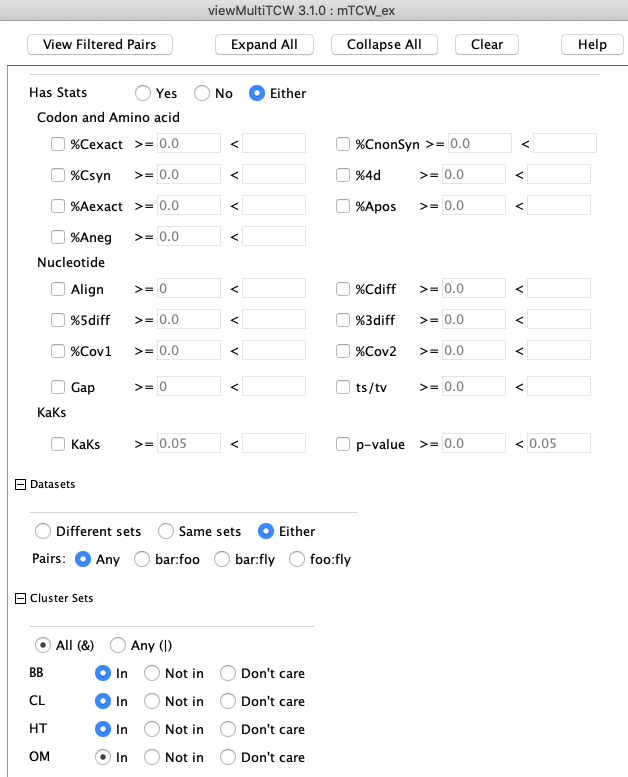 viewMultiTCW 3.1.0 : mTCW_ex
View Filtered Pairs Expand All Collapse All Clear Help
Has Stats Yes No Either
Codon and Amino acid
%Cexact >= 0.0 < %CnonSyn >= 0.0 <
%Csyn >= 0.0 < %4d >= 0.0 <
%Aexact >= 0.0 < %Apos >= 0.0 <
%Aneg >= 0.0 <
Nucleotide
Align >= 0 < %Cdiff >= 0.0 <
%5diff >= 0.0 < %3diff >= 0.0 <
%Cov1 >= 0.0 < %Cov2 >= 0.0 <
Gap >= 0 < ts/tv >= 0.0 <
KaKs
KaKs >= 0.05 < p-value >= 0.0 < 0.05
Datasets
Different sets Same sets Either
Pairs: Any bar:foo bar:fly foo:fly
Cluster Sets
All (&) Any (|)
BB In Not in Don't care
CL In Not in Don't care
HT In Not in Don't care
OM In Not in Don't care